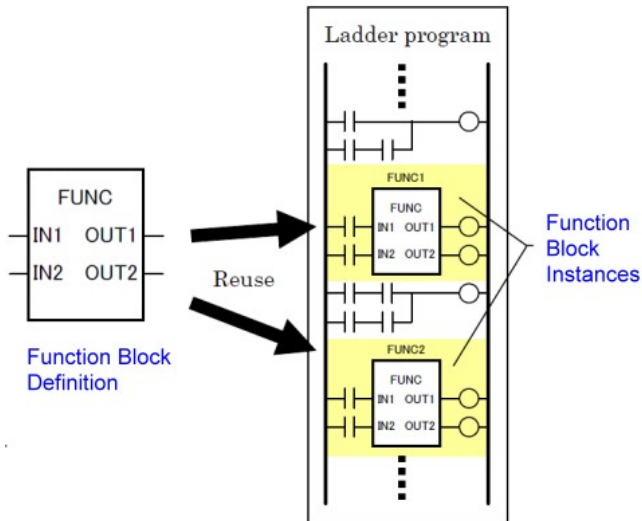 Ladder program
FUNC1
FUNC
IN1 OUT1
IN2 OUT2
FUNC
IN1 OUT1
IN2 OUT2
Reuse
Function Block
Definition
Function
Block
Instances
FUNC2
FUNC
IN1 OUT1
IN2 OUT2